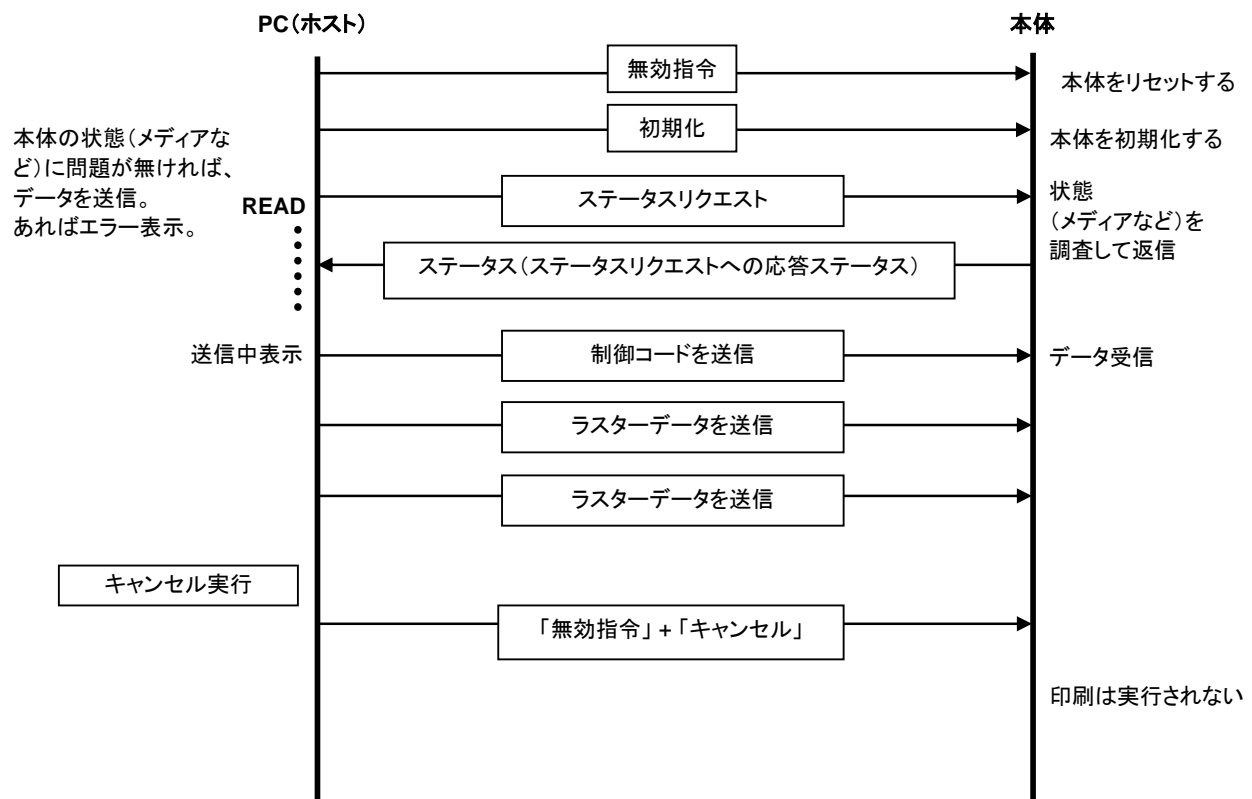 PC(ホスト)
本体
無効指令
本体をリセットする
初期化
本体を初期化する
本体の状態(メディアな
ど)に問題が無ければ、
データを送信。
あればエラー表示。
READ
ステータスリクエスト
状態
(メディアなど)を
調査して返信
ステータス(ステータスリクエストへの応答ステータス)
送信中表示
制御コードを送信
データ受信
ラスターデータを送信
ラスターデータを送信
キャンセル実行
「無効指令」+「キャンセル」
印刷は実行されない